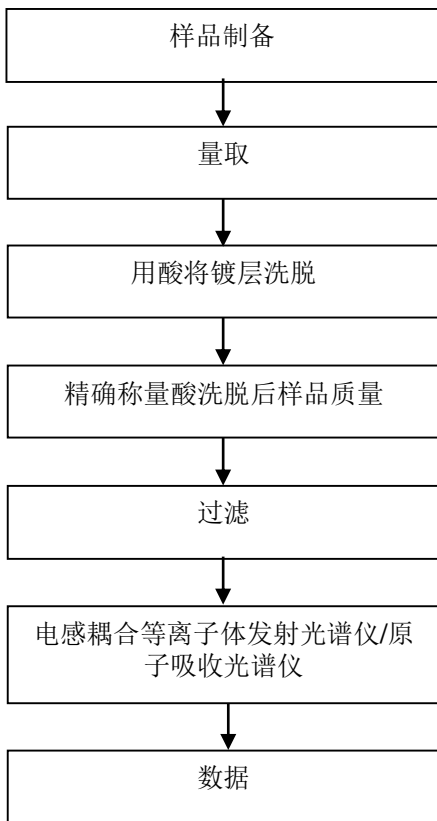 样品制备
量取
用酸将镀层洗脱
精确称量酸洗脱后样品质量
过滤
电感耦合等离子体发射光谱仪/原
子吸收光谱仪
数据